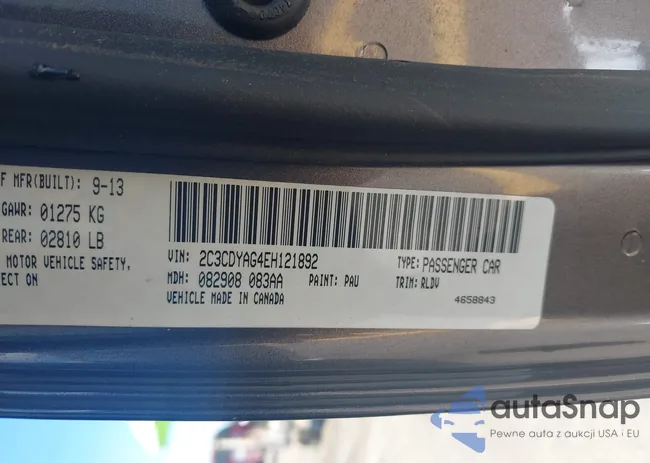 F MFR(BUILT): 9-13
GAWR: 01275 KG
REAR: 02810 LB
MOTOR VEHICLE SAFETY,
ECT ON
VIN: 2C3CDYAG4EH121892
TYPE: PASSENGER CAR
MDH: 082908 083AA
PAINT: PAU
TRIM: RLDV
VEHICLE MADE IN CANADA
4658843
autaSnap
Pewne auta z aukcji USA i EU